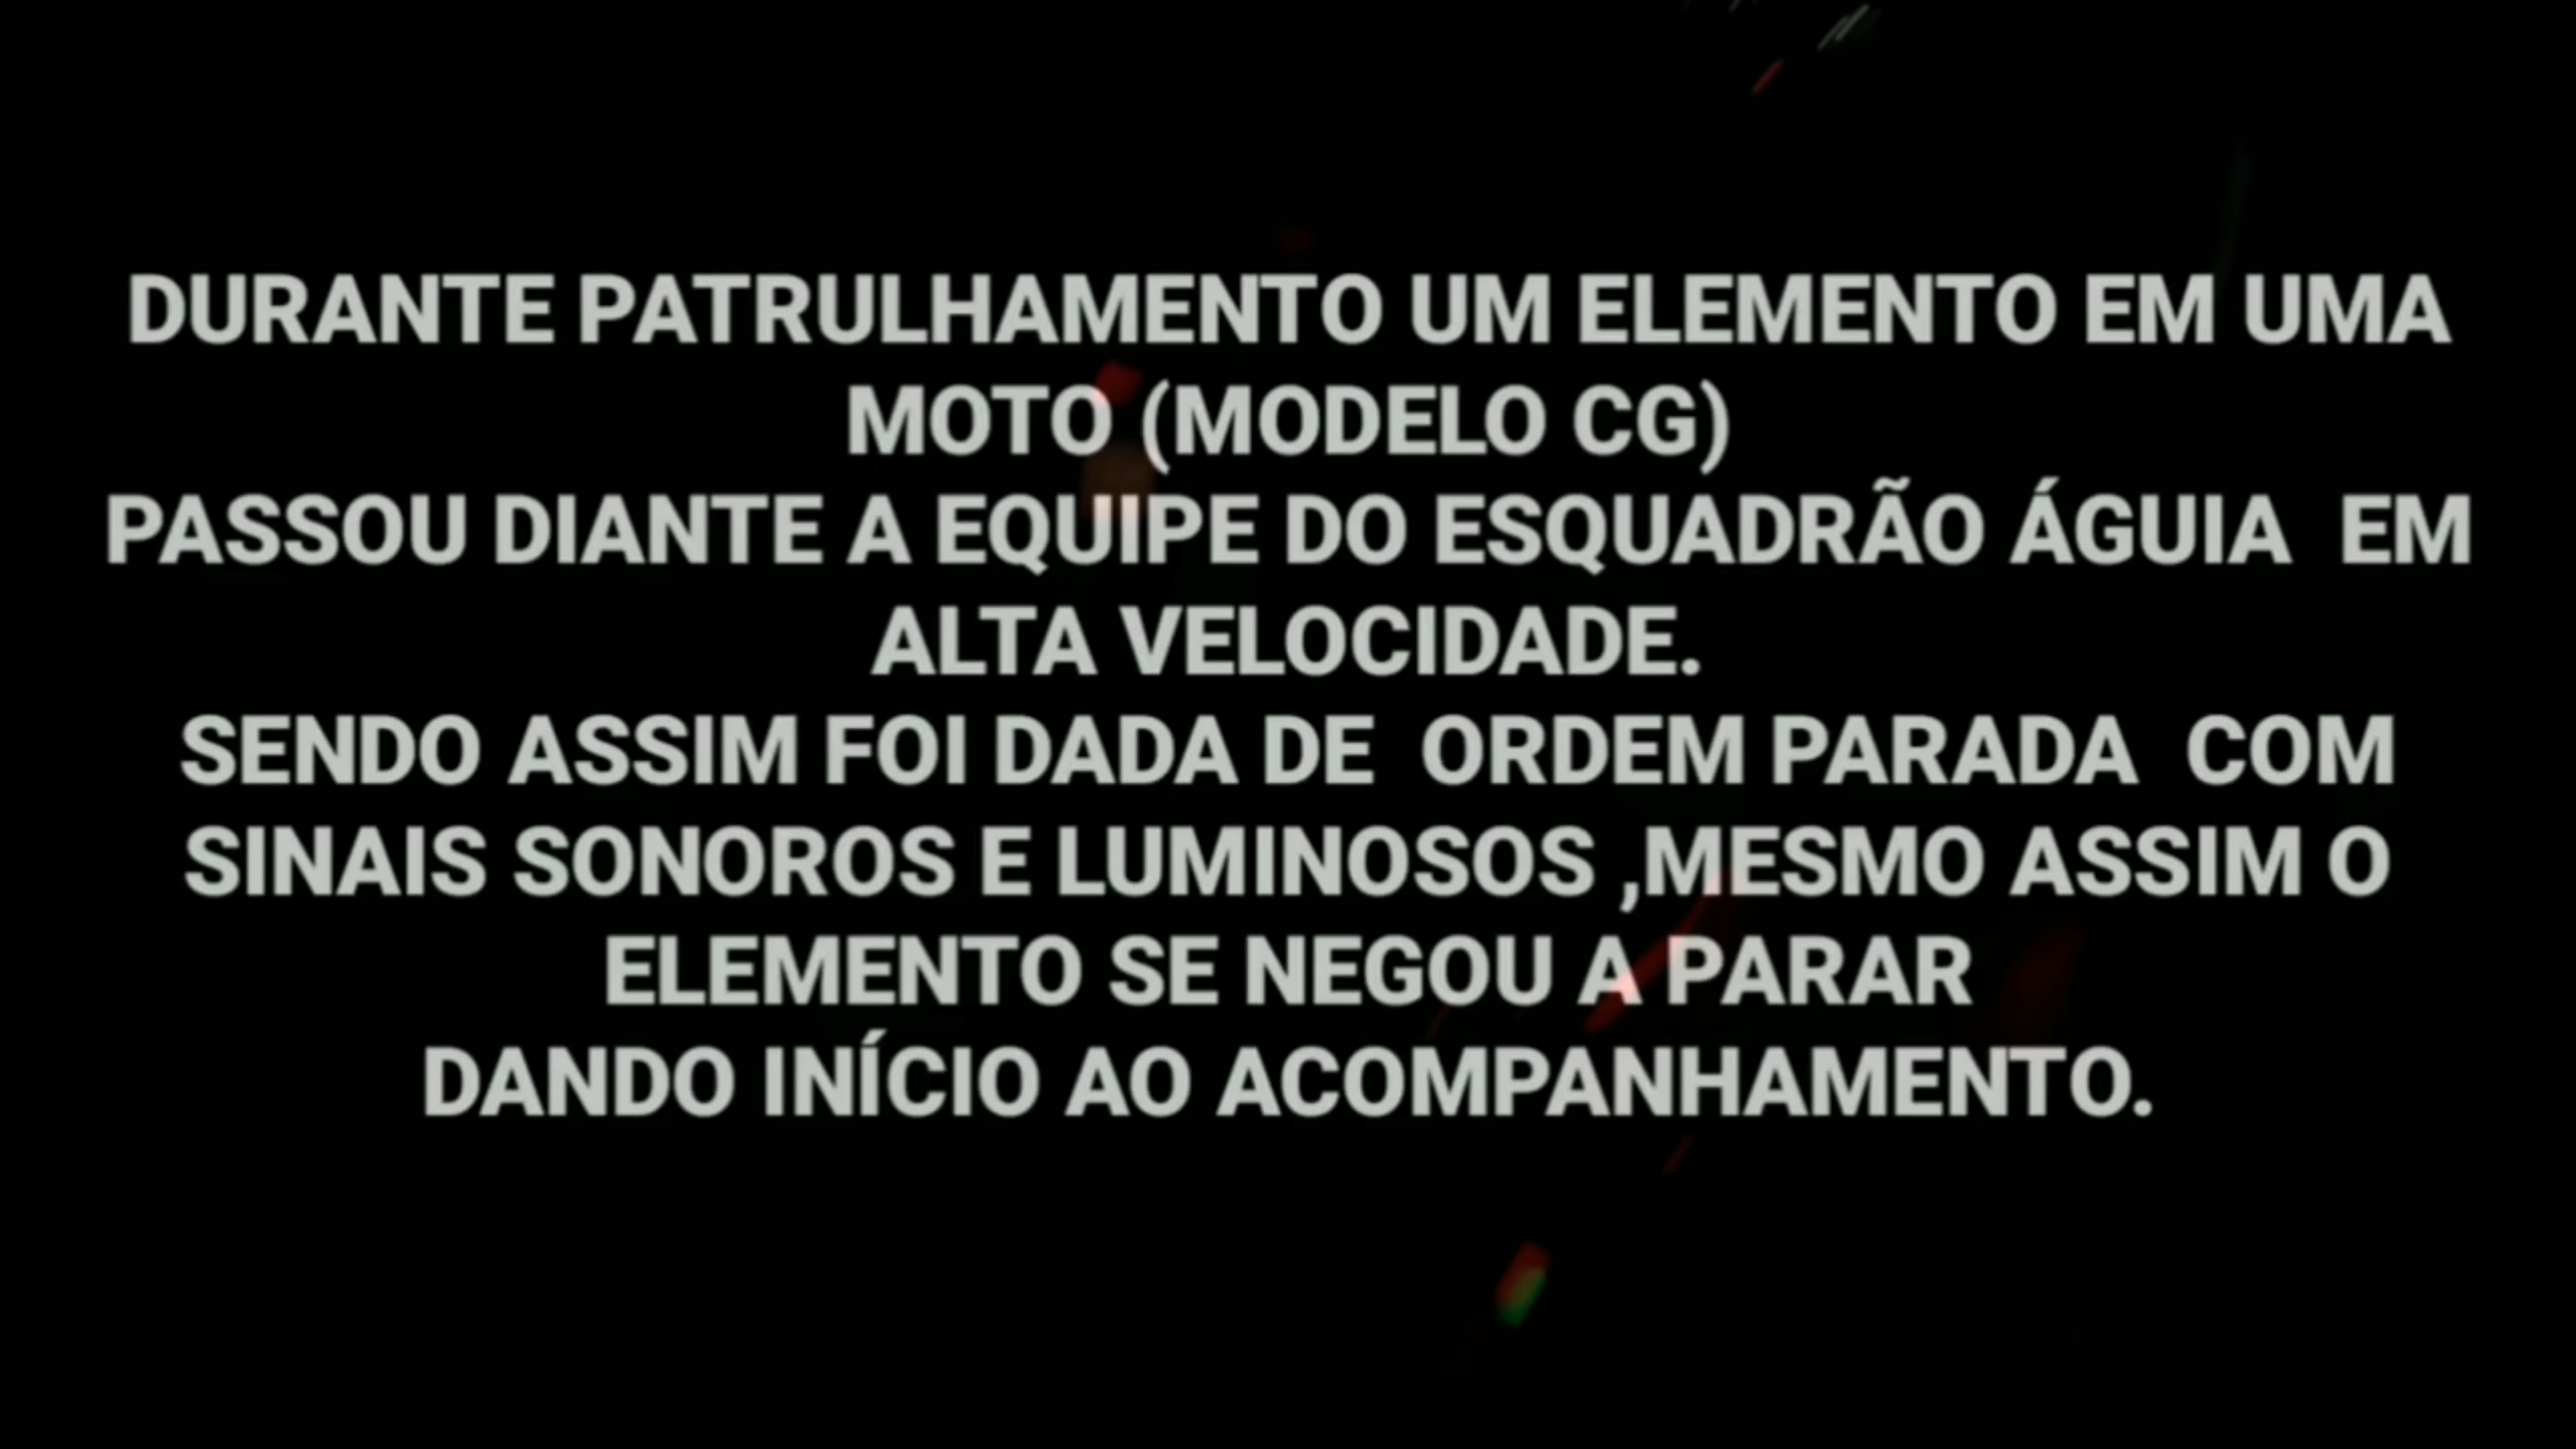 DURANTE PATRULHAMENTO UM ELEMENTO EM UMA
MOTO (MODELO CG)
PASSOU DIANTE A EQUIPE DO ESQUADRÃO ÁGUIA  EM
ALTA VELOCIDADE.
SENDO ASSIM FOI DADA DE  ORDEM PARADA  COM
SINAIS SONOROS E LUMINOSOS ,MESMO ASSIM O
ELEMENTO SE NEGOU A PARAR
DANDO INÍCIO AO ACOMPANHAMENTO.